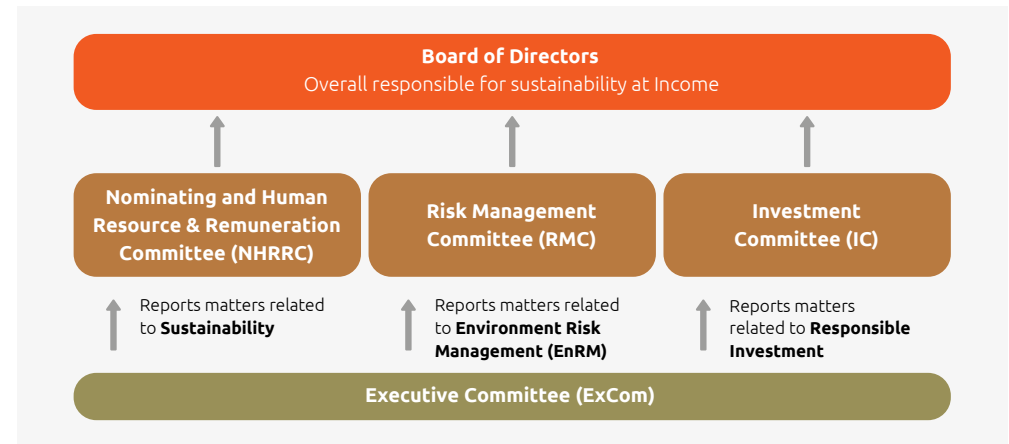 Board of Directors
Overall responsible for sustainability at Income
Nominating and Human
Resource & Remuneration
Committee (NHRRC)
Risk Management
Committee (RMC)
Investment
Committee (IC)
Reports matters related
to Sustainability
Reports matters related
to Environment Risk
Management (EnRM)
Reports matters
related to Responsible
Investment
Executive Committee (ExCom)